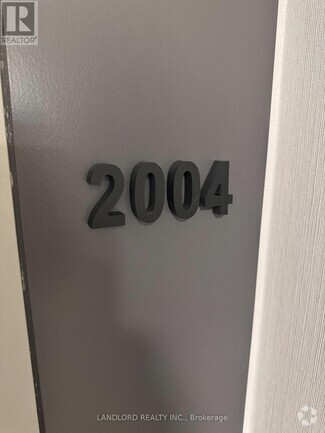 REALTOR
2004
LANDLORD REALTY INC., Brokerage